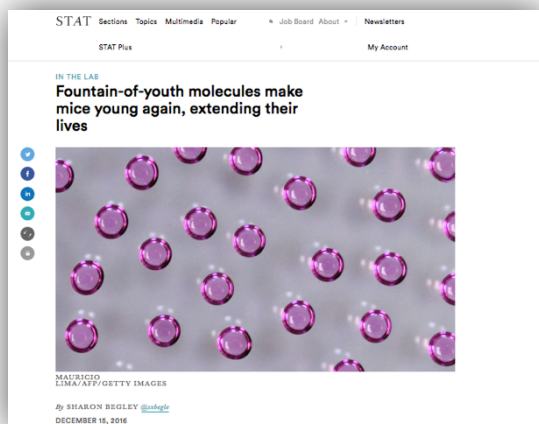 STAT Sections Topics Multimedia Popular Job Board About Newsletters
STAT Plus My Account
IN THE LAB
Fountain-of-youth molecules make
mice young again, extending their
lives
MAURICIO
LIMA/AFP/GETTY IMAGES
By SHARON BEGLEY @sxbegle
DECEMBER 15, 2016